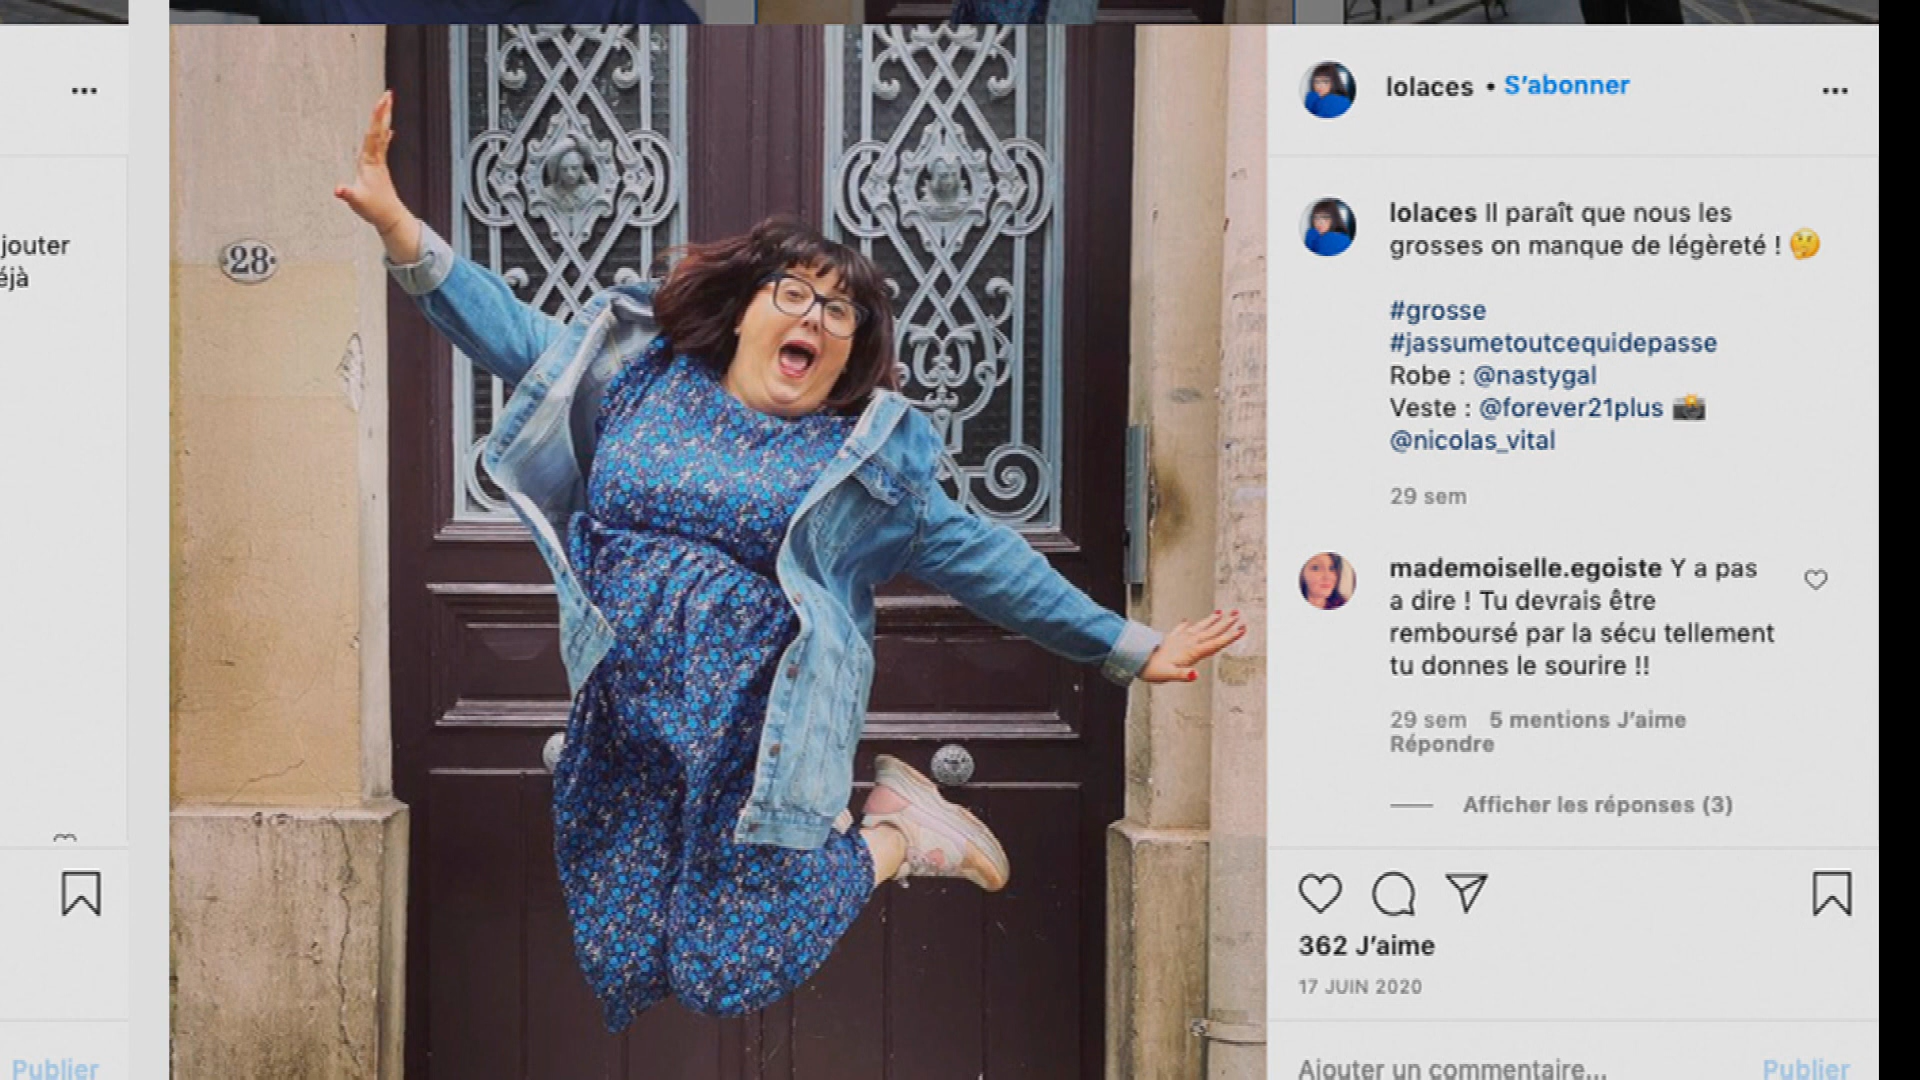 ...
jouter
éjà
Publier
28
lolaces • S'abonner
...
lolaces Il paraît que nous les
grosses on manque de légèreté ! 🤔
#grosse
#jassumetoutcequidepasse
Robe : @nastygal
Veste : @forever21plus 📸
@nicolas_vital
29 sem
mademoiselle.egoiste Y a pas
a dire ! Tu devrais être
remboursé par la sécu tellement
tu donnes le sourire !!
29 sem 5 mentions J'aime
Répondre
Afficher les réponses (3)
362 J'aime
17 JUIN 2020
Ajouter un commentaire... Publier